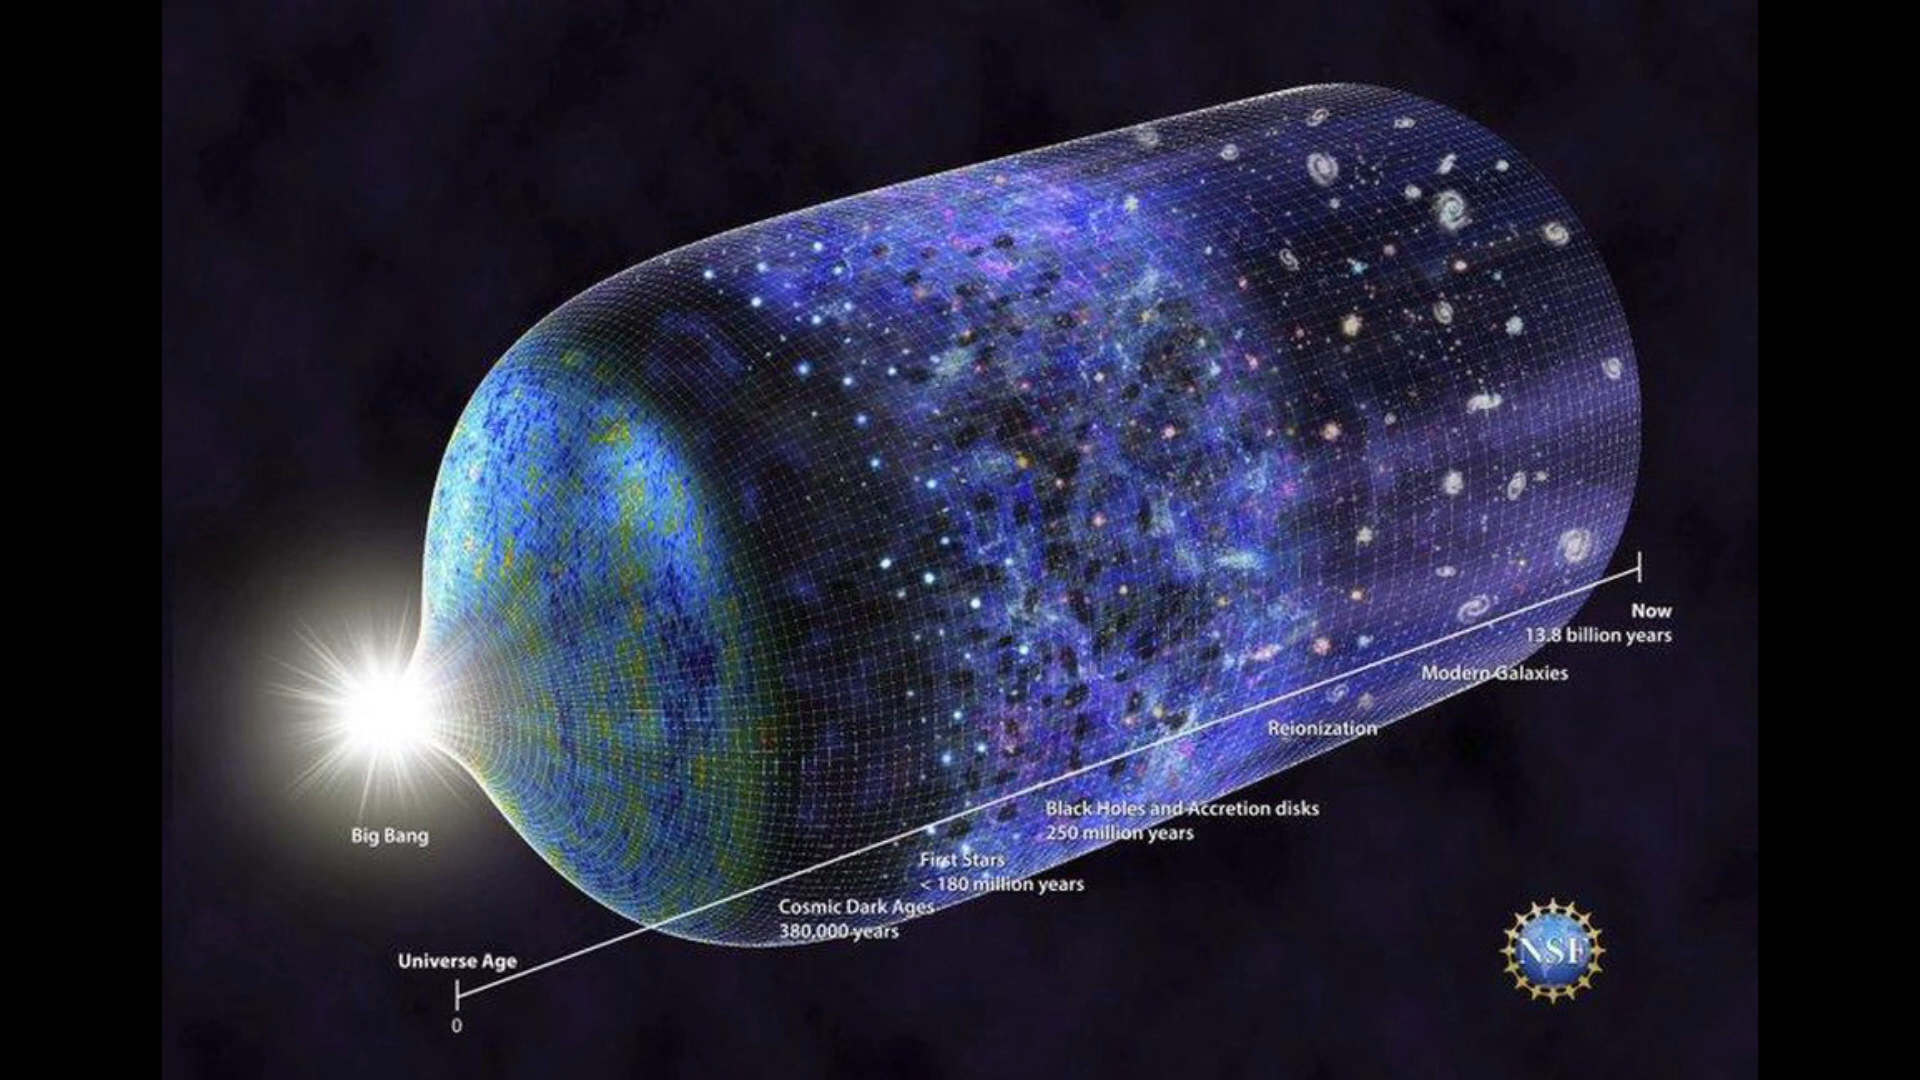 Big Bang
Universe Age
0
Cosmic Dark Ages
380,000 years
First Stars
< 180 million years
Black Holes and Accretion disks
250 million years
Reionization
Modern Galaxies
Now
13.8 billion years
NSF